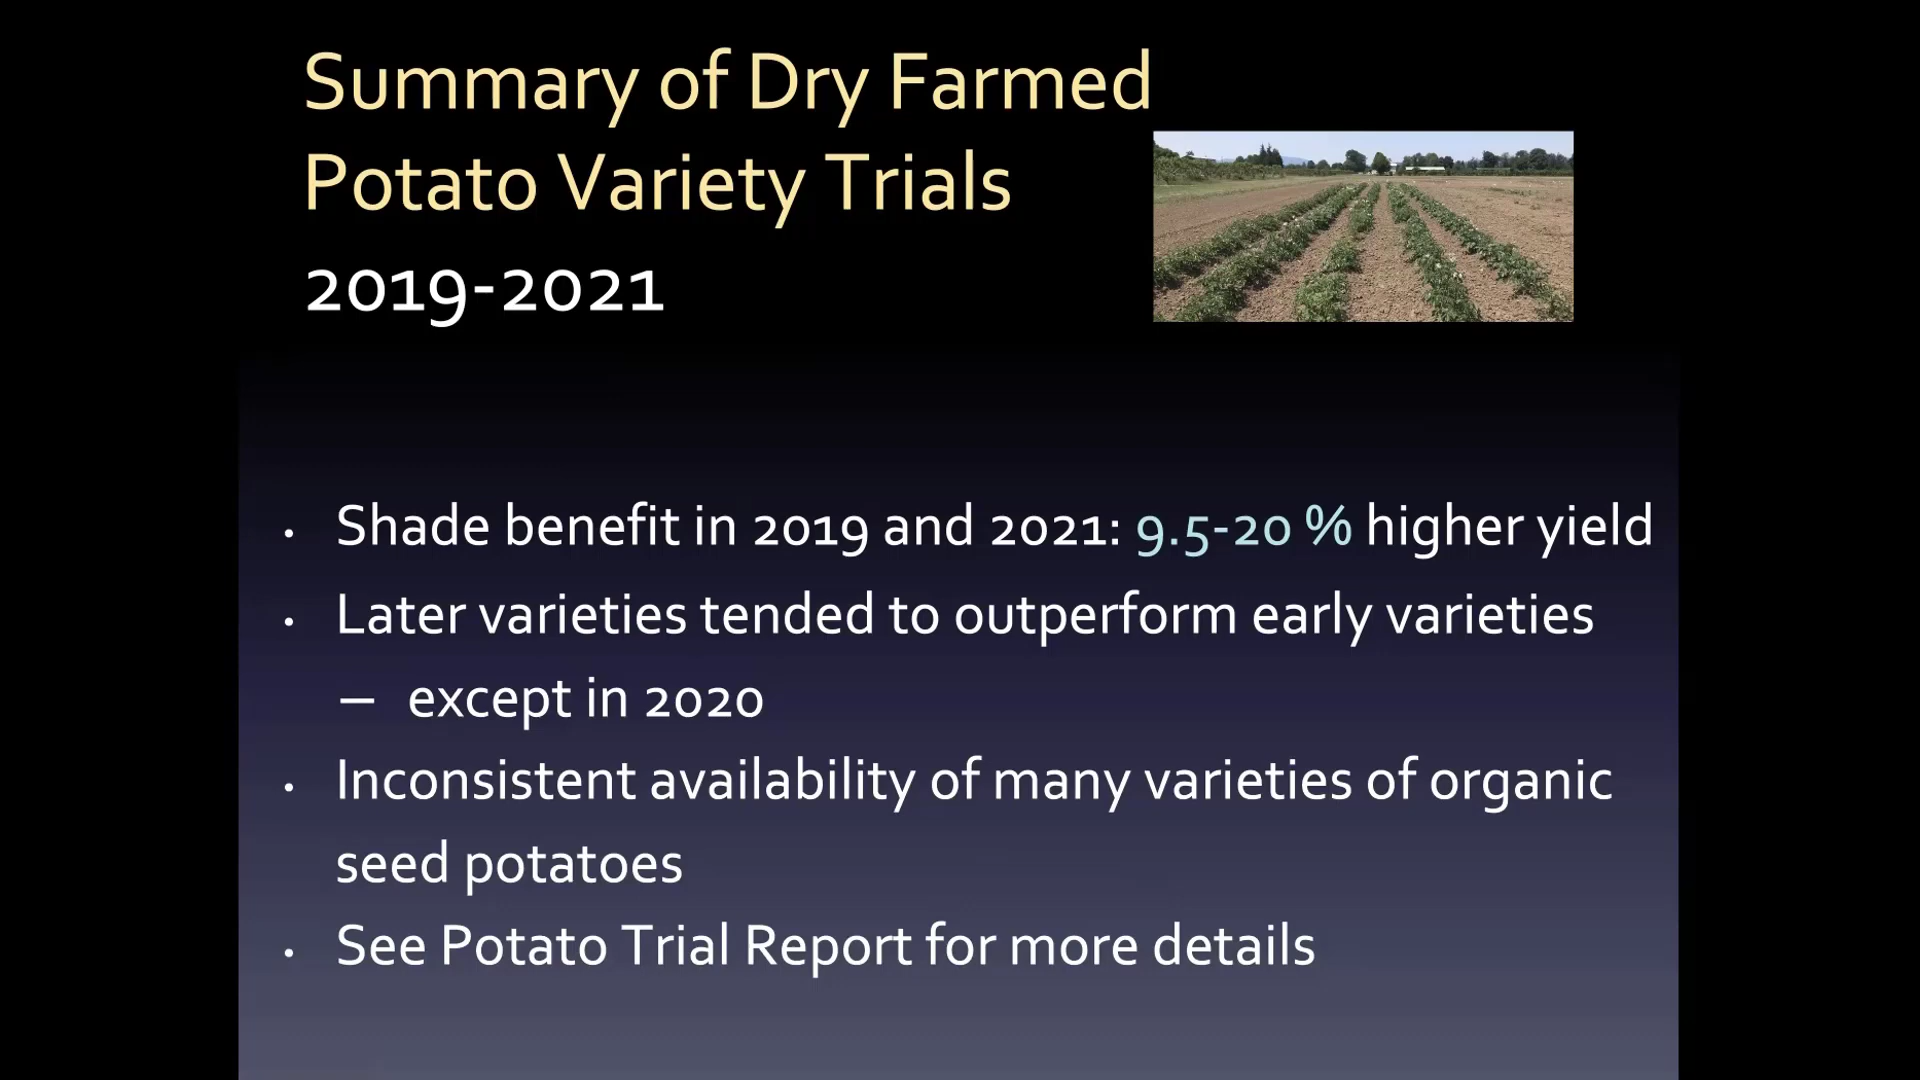 Summary of Dry Farmed
Potato Variety Trials
2019-2021
• Shade benefit in 2019 and 2021: 9.5-20 % higher yield
• Later varieties tended to outperform early varieties
– except in 2020
• Inconsistent availability of many varieties of organic
seed potatoes
• See Potato Trial Report for more details